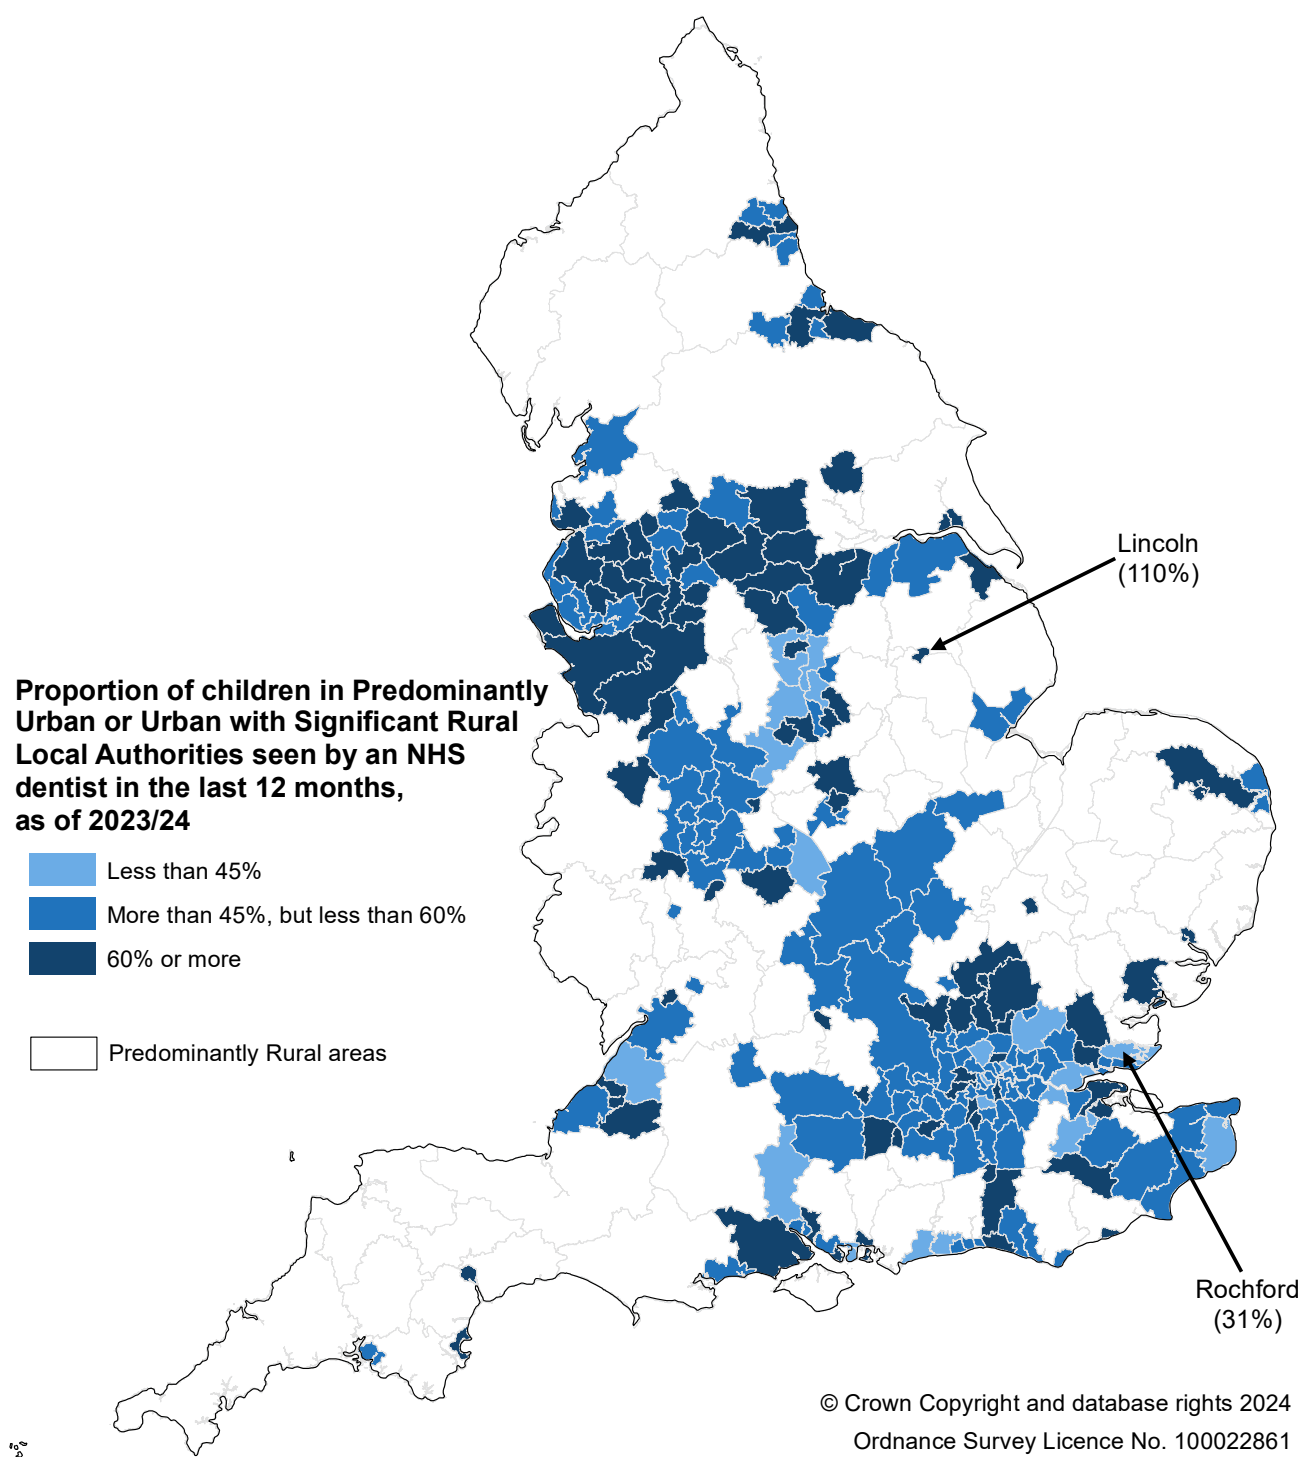 Lincoln
(110%)
Proportion of children in Predominantly
Urban or Urban with Significant Rural
Local Authorities seen by an NHS
dentist in the last 12 months,
as of 2023/24
Less than 45%
More than 45%, but less than 60%
60% or more
Predominantly Rural areas
Rochford
(31%)
© Crown Copyright and database rights 2024
Ordnance Survey Licence No. 100022861